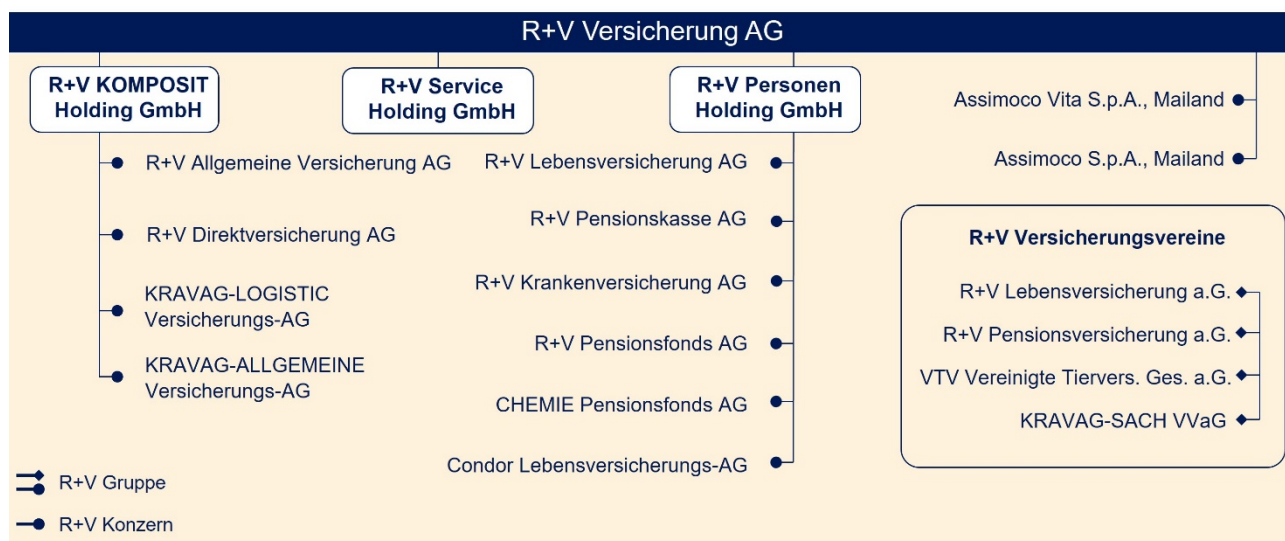 R+V Versicherung AG
R+V KOMPOSIT
Holding GmbH
R+V Allgemeine Versicherung AG
R+V Direktversicherung AG
KRAVAG-LOGISTIC
Versicherungs-AG
KRAVAG-ALLGEMEINE
Versicherungs-AG
R+V Service
Holding GmbH
R+V Personen
Holding GmbH
R+V Lebensversicherung AG
R+V Pensionskasse AG
R+V Krankenversicherung AG
R+V Pensionsfonds AG
CHEMIE Pensionsfonds AG
Condor Lebensversicherungs-AG
Assimoco Vita S.p.A., Mailand
Assimoco S.p.A., Mailand
R+V Versicherungsvereine
R+V Lebensversicherung a.G.
R+V Pensionsversicherung a.G.
VTV Vereinigte Tiervers. Ges. a.G.
KRAVAG-SACH VVaG
R+V Gruppe
R+V Konzern